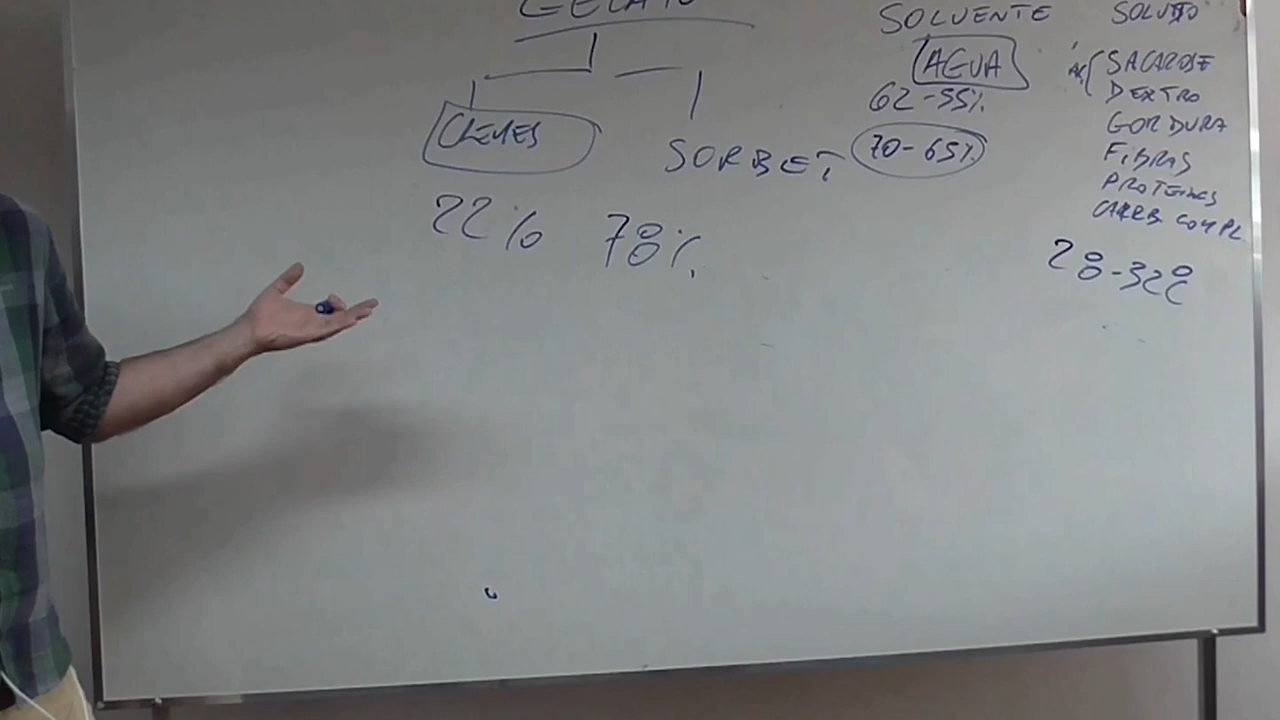 GELATO
CREMES
SORBET
22% 78%
SOLVENTE
AGUA
62-55%
70-65%
SOLUTO
SACAROSE
DEXTRO
GORDURA
FIBRAS
PROTEINAS
CARB. COMPL.
28-32%